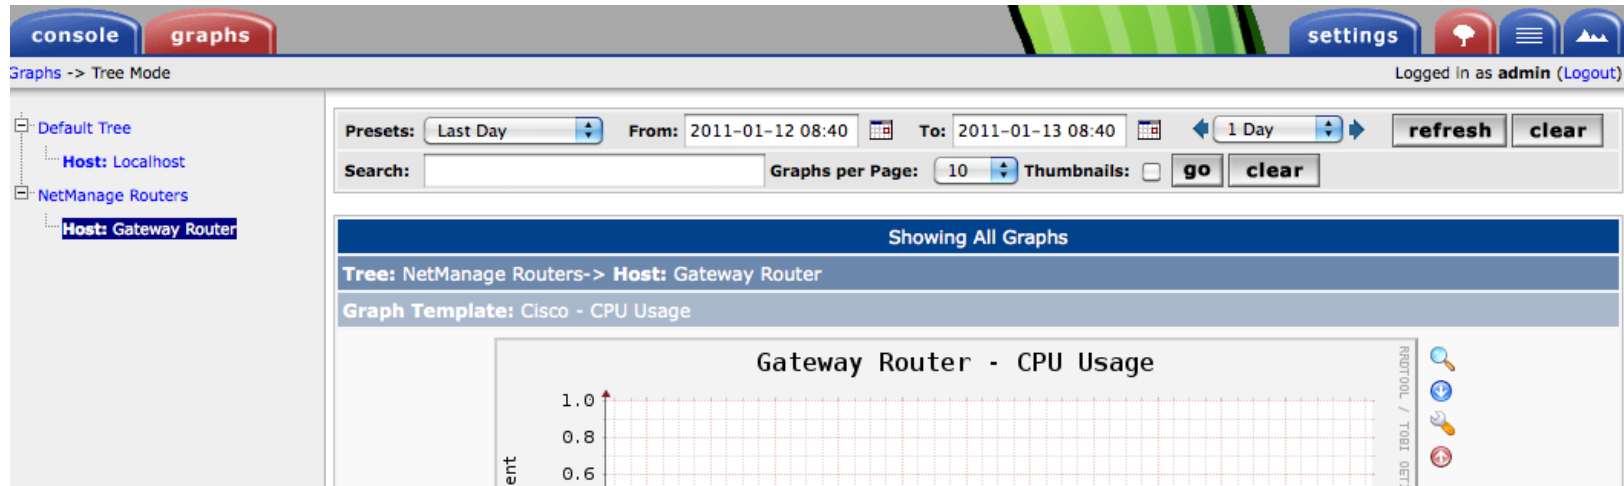 console graphs settings
Graphs -> Tree Mode Logged in as admin (Logout)
Default Tree
Host: Localhost
NetManage Routers
Host: Gateway Router
Presets: Last Day From: 2011-01-12 08:40 To: 2011-01-13 08:40 1 Day refresh clear
Search: Graphs per Page: 10 Thumbnails: go clear
Showing All Graphs
Tree: NetManage Routers-> Host: Gateway Router
Graph Template: Cisco - CPU Usage
Gateway Router - CPU Usage
1.0
0.8
0.6
RRDTOOL / TOBI